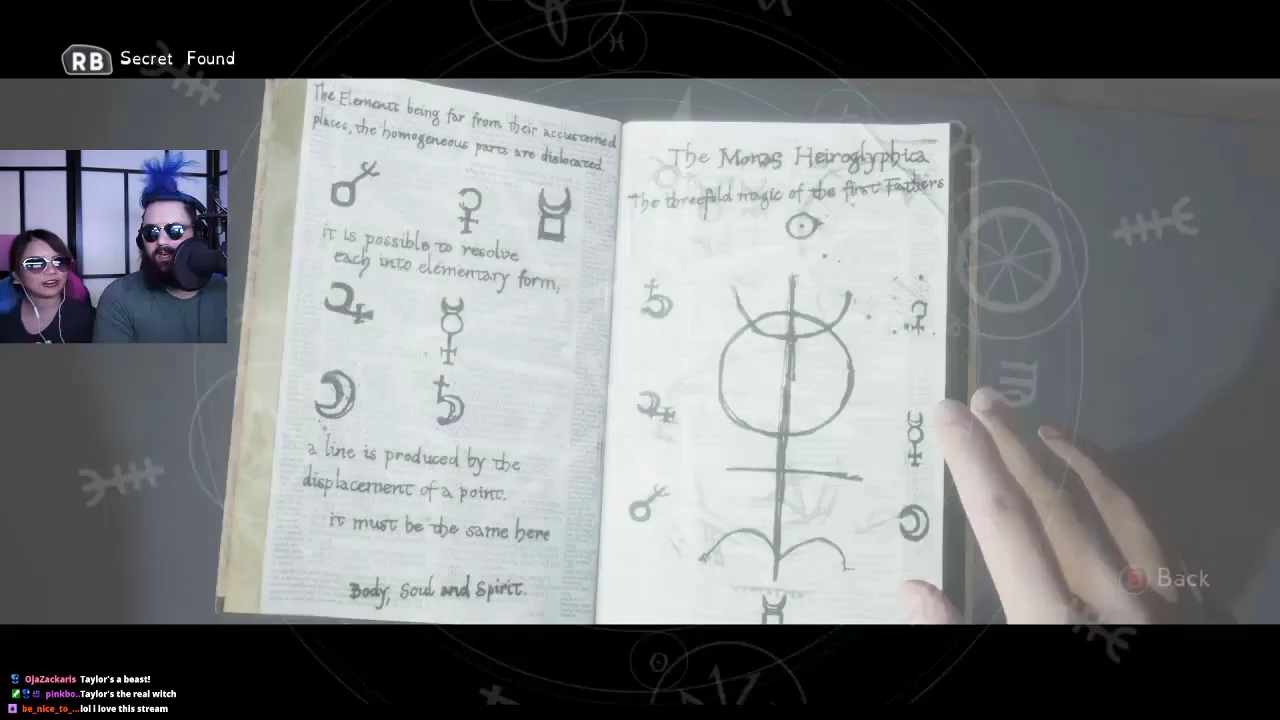 RB Secret Found
The Elements being far from their accustomed
places, the homogeneous parts are dislocated.
it is possible to resolve
each into elementary form,
a line is produced by the
displacement of a point.
it must be the same here
Body, Soul and Spirit.
The Monas Heiroglyphica
The threefold magic of the first Fathers
B Back
OjaZackaris Taylor's a beast!
pinkbo.. Taylor's the real witch
be_nice_to_... lol i love this stream